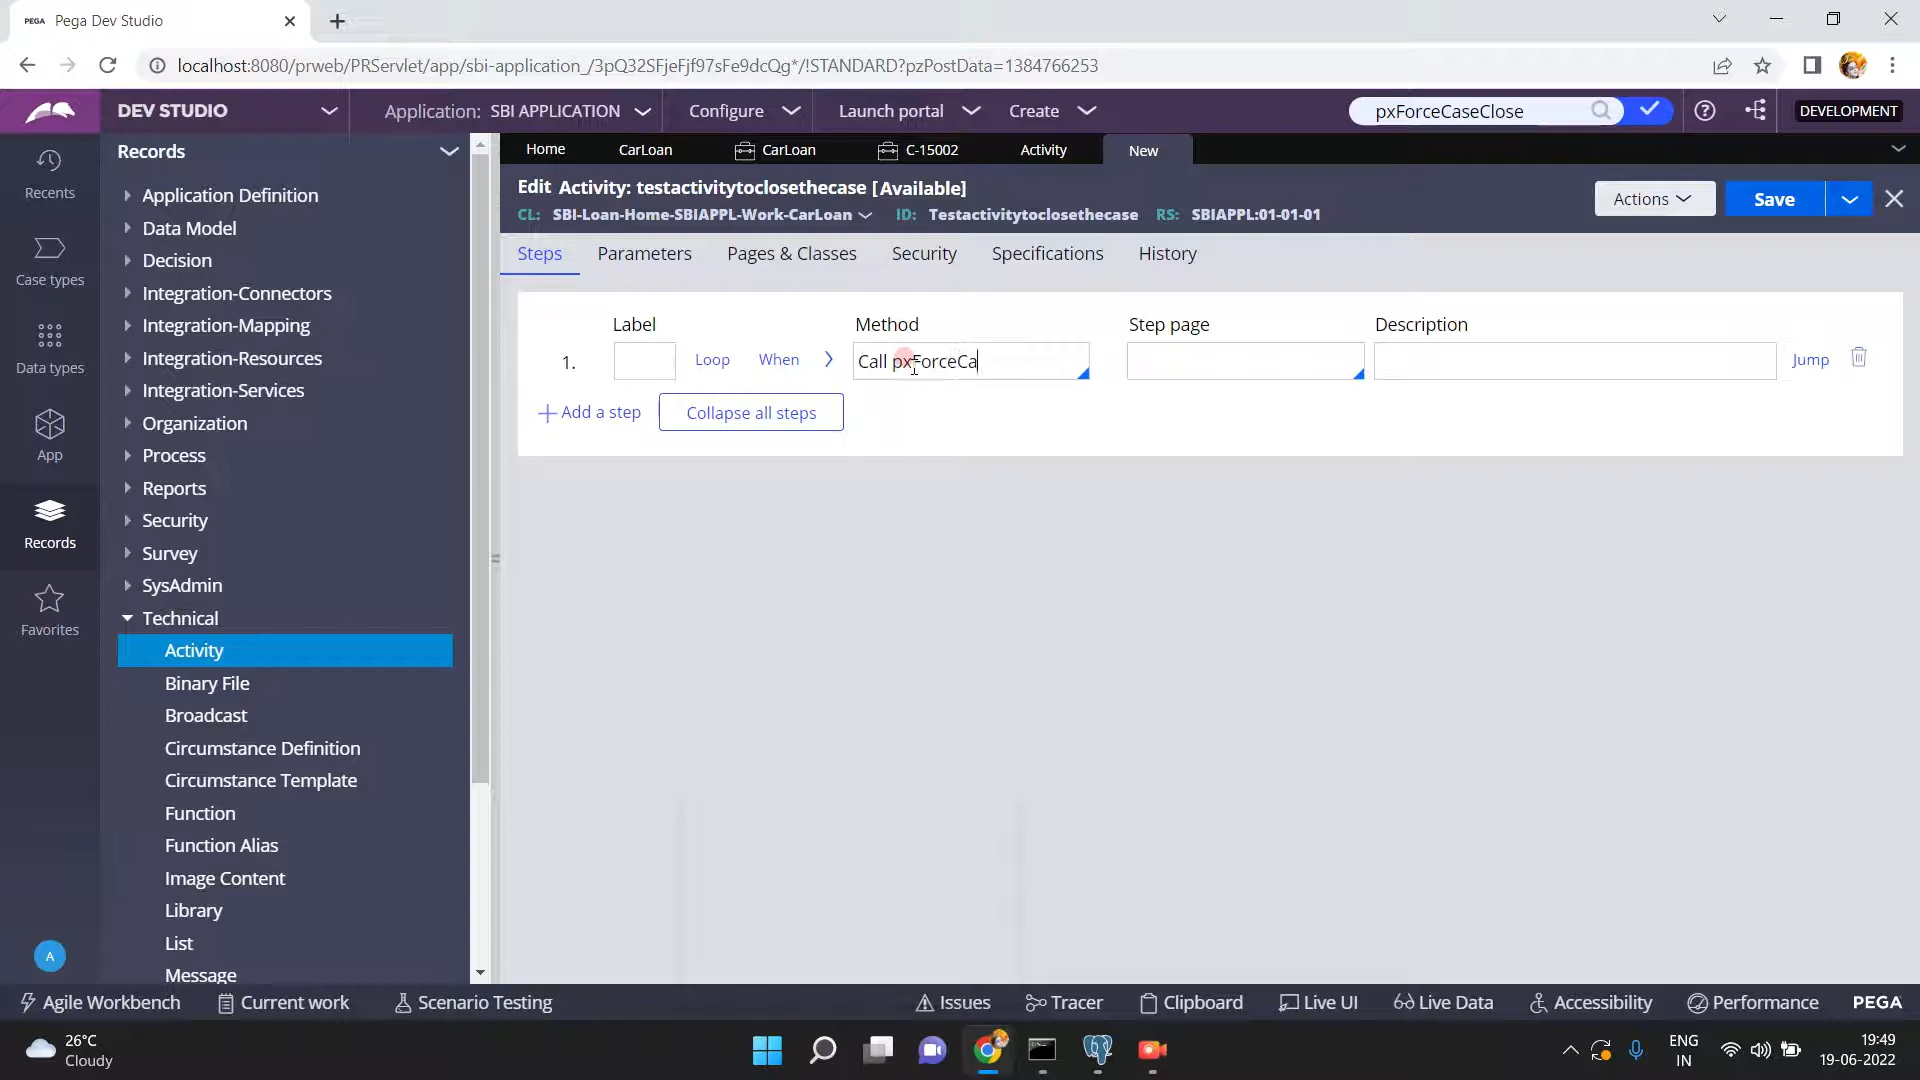 PEGA Pega Dev Studio
localhost:8080/prweb/PRServlet/app/sbi-application_/3pQ32SFjeFjf97sFe9dcQg*/!STANDARD?pzPostData=1384766253
DEV STUDIO
Application: SBI APPLICATION
Configure
Launch portal
Create
pxForceCaseClose
DEVELOPMENT
Recents
Case types
Data types
App
Records
Favorites
A
Records
Application Definition
Data Model
Decision
Integration-Connectors
Integration-Mapping
Integration-Resources
Integration-Services
Organization
Process
Reports
Security
Survey
SysAdmin
Technical
Activity
Binary File
Broadcast
Circumstance Definition
Circumstance Template
Function
Function Alias
Image Content
Library
List
Message
Home CarLoan CarLoan C-15002 Activity New
Edit Activity: testactivitytoclosethecase [Available]
CL: SBI-Loan-Home-SBIAPPL-Work-CarLoan ID: Testactivitytoclosethecase RS: SBIAPPL:01-01-01
Actions Save
Steps Parameters Pages & Classes Security Specifications History
Label Method Step page Description
1. Loop When Call pxForceCa Jump
Add a step Collapse all steps
Agile Workbench Current work Scenario Testing Issues Tracer Clipboard Live UI Live Data Accessibility Performance PEGA
26°C
Cloudy
ENG
IN
19:49
19-06-2022